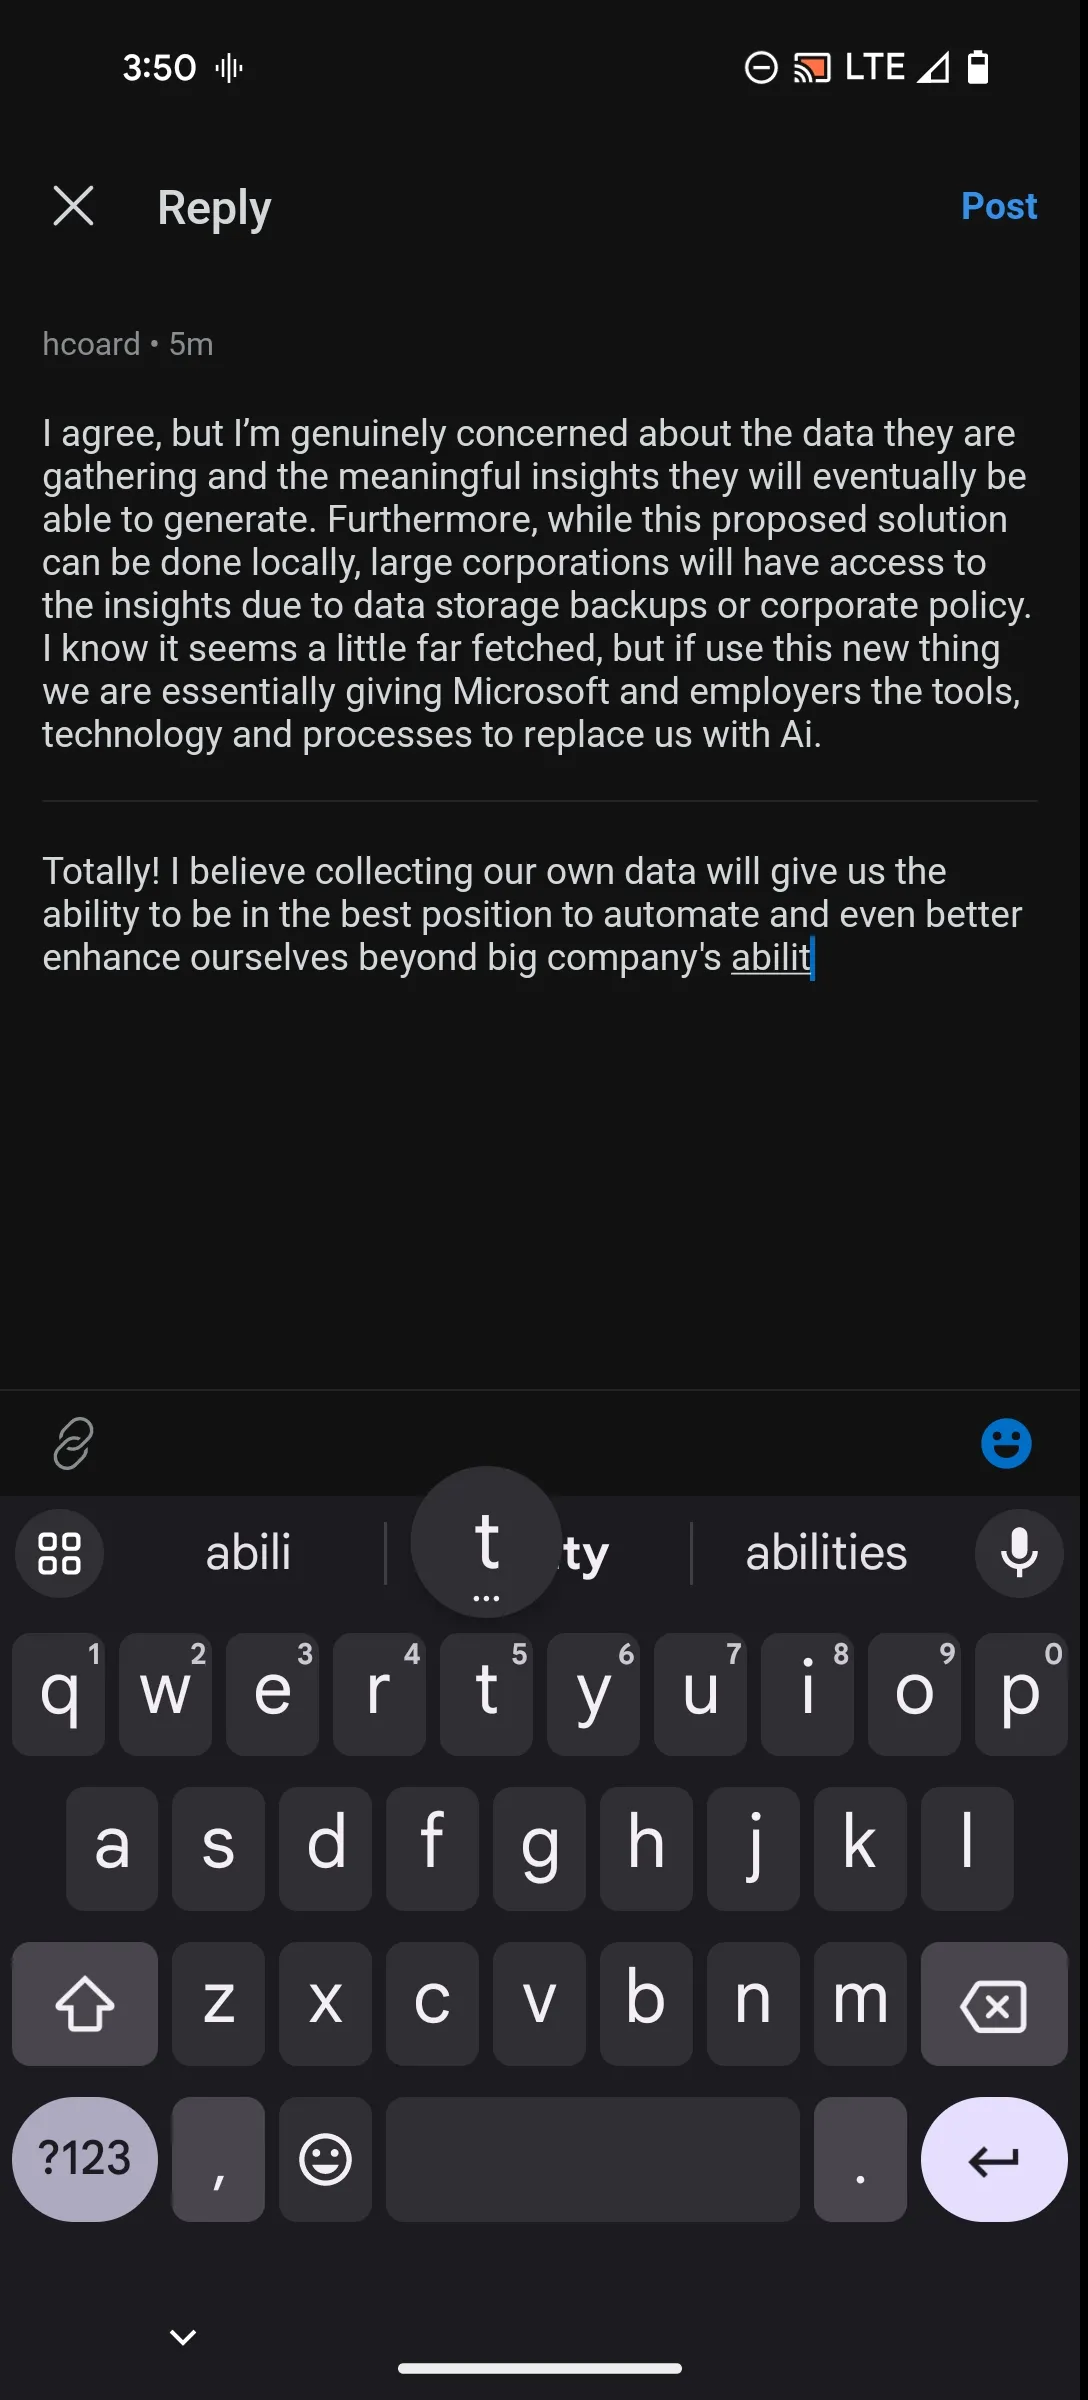 3:50 LTE
Reply Post
hcoard • 5m
I agree, but I’m genuinely concerned about the data they are
gathering and the meaningful insights they will eventually be
able to generate. Furthermore, while this proposed solution
can be done locally, large corporations will have access to
the insights due to data storage backups or corporate policy.
I know it seems a little far fetched, but if use this new thing
we are essentially giving Microsoft and employers the tools,
technology and processes to replace us with Ai.
Totally! I believe collecting our own data will give us the
ability to be in the best position to automate and even better
enhance ourselves beyond big company's abilit
abili t ty abilities
...
1 2 3 4 5 6 7 8 9 0
q w e r t y u i o p
a s d f g h j k l
z x c v b n m
?123 , .